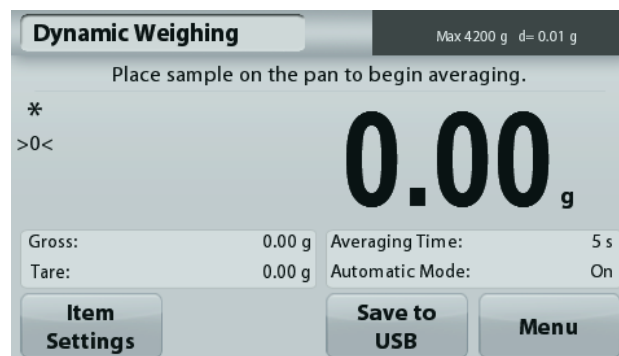 Dynamic Weighing
Max 4200 g d= 0.01 g
Place sample on the pan to begin averaging.
*
>0<
0.00 g
Gross: 0.00 g
Tare: 0.00 g
Averaging Time: 5 s
Automatic Mode: On
Item
Settings
Save to
USB
Menu